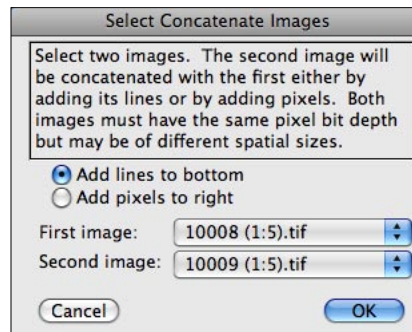 Select Concatenate Images
Select two images. The second image will
be concatenated with the first either by
adding its lines or by adding pixels. Both
images must have the same pixel bit depth
but may be of different spatial sizes.
Add lines to bottom
Add pixels to right
First image: 10008 (1:5).tif
Second image: 10009 (1:5).tif
Cancel OK